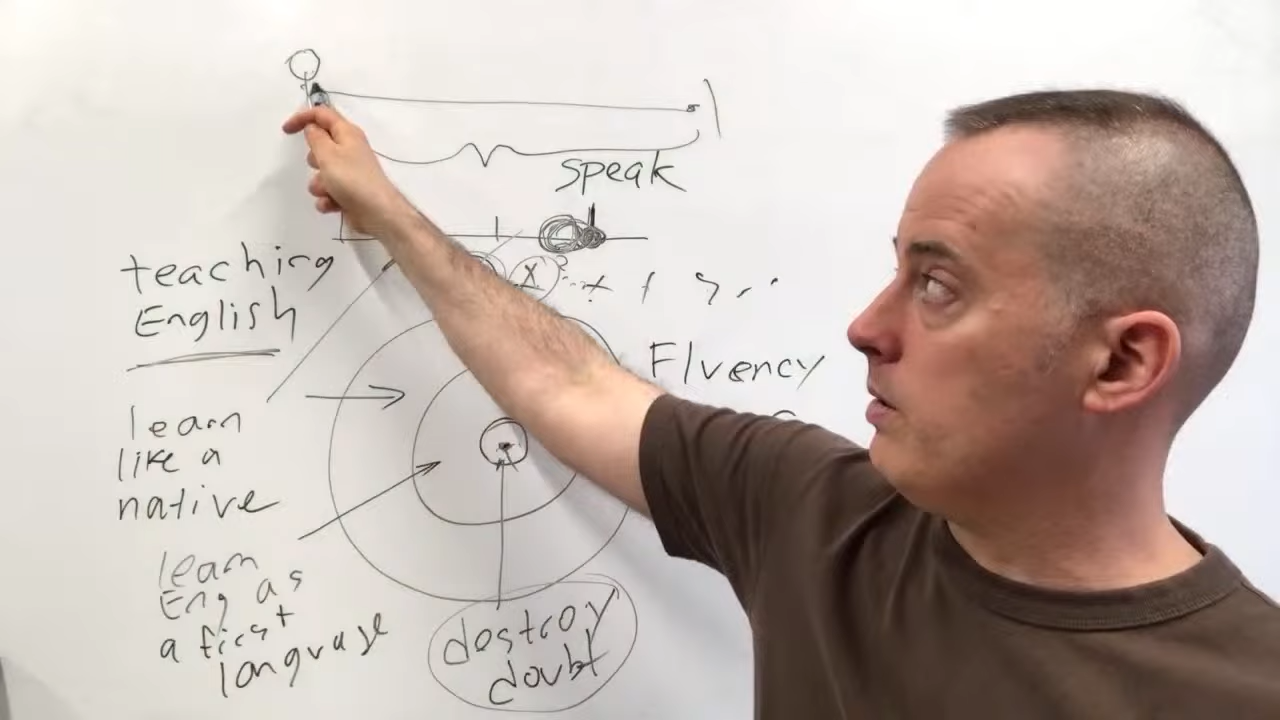 speak
teaching
English
x
Fluency
learn
like a
native
learn
Eng as
a first
language
destroy
doubt